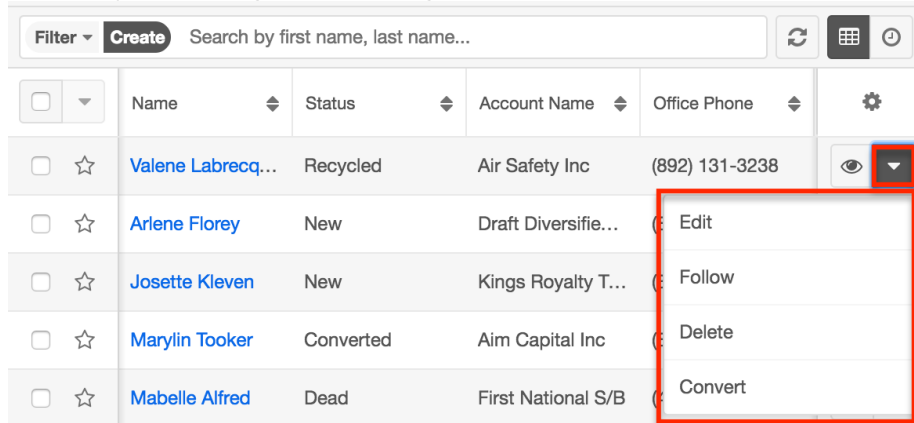 Filter Create Search by first name, last name...
Name Status Account Name Office Phone
Valene Labrecq... Recycled Air Safety Inc (892) 131-3238
Arlene Florey New Draft Diversifie... (
Edit
Josette Kleven New Kings Royalty T... (
Follow
Marylin Tooker Converted Aim Capital Inc (
Delete
Mabelle Alfred Dead First National S/B (
Convert